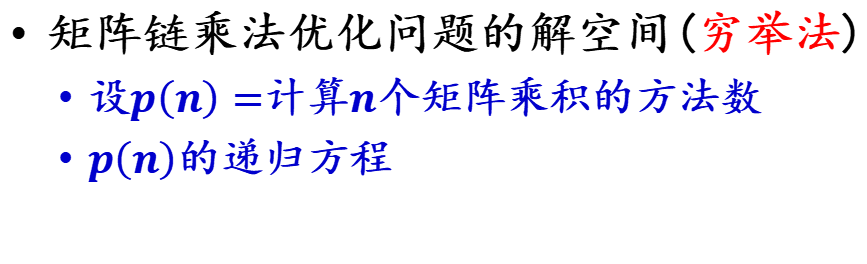 • 矩阵链乘法优化问题的解空间(穷举法)
• 设p(n) =计算n个矩阵乘积的方法数
• p(n)的递归方程